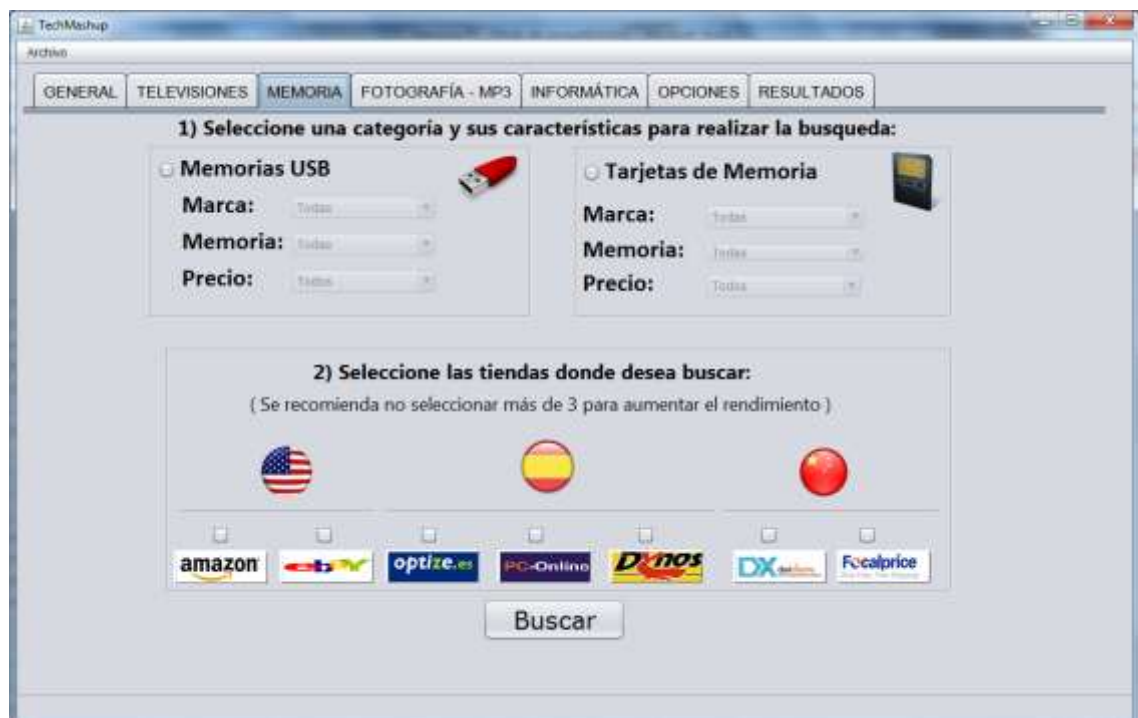 TechMashup
Archivo
GENERAL TELEVISIONES MEMORIA FOTOGRAFÍA - MP3 INFORMÁTICA OPCIONES RESULTADOS
1) Seleccione una categoría y sus características para realizar la busqueda:
Memorias USB
Marca: Todas
Memoria: Todas
Precio: Todos
Tarjetas de Memoria
Marca: Todas
Memoria: Todas
Precio: Todos
2) Seleccione las tiendas donde desea buscar:
( Se recomienda no seleccionar más de 3 para aumentar el rendimiento )
amazon ebay optize.es PC-Online Dynos DX Focalprice
Buscar